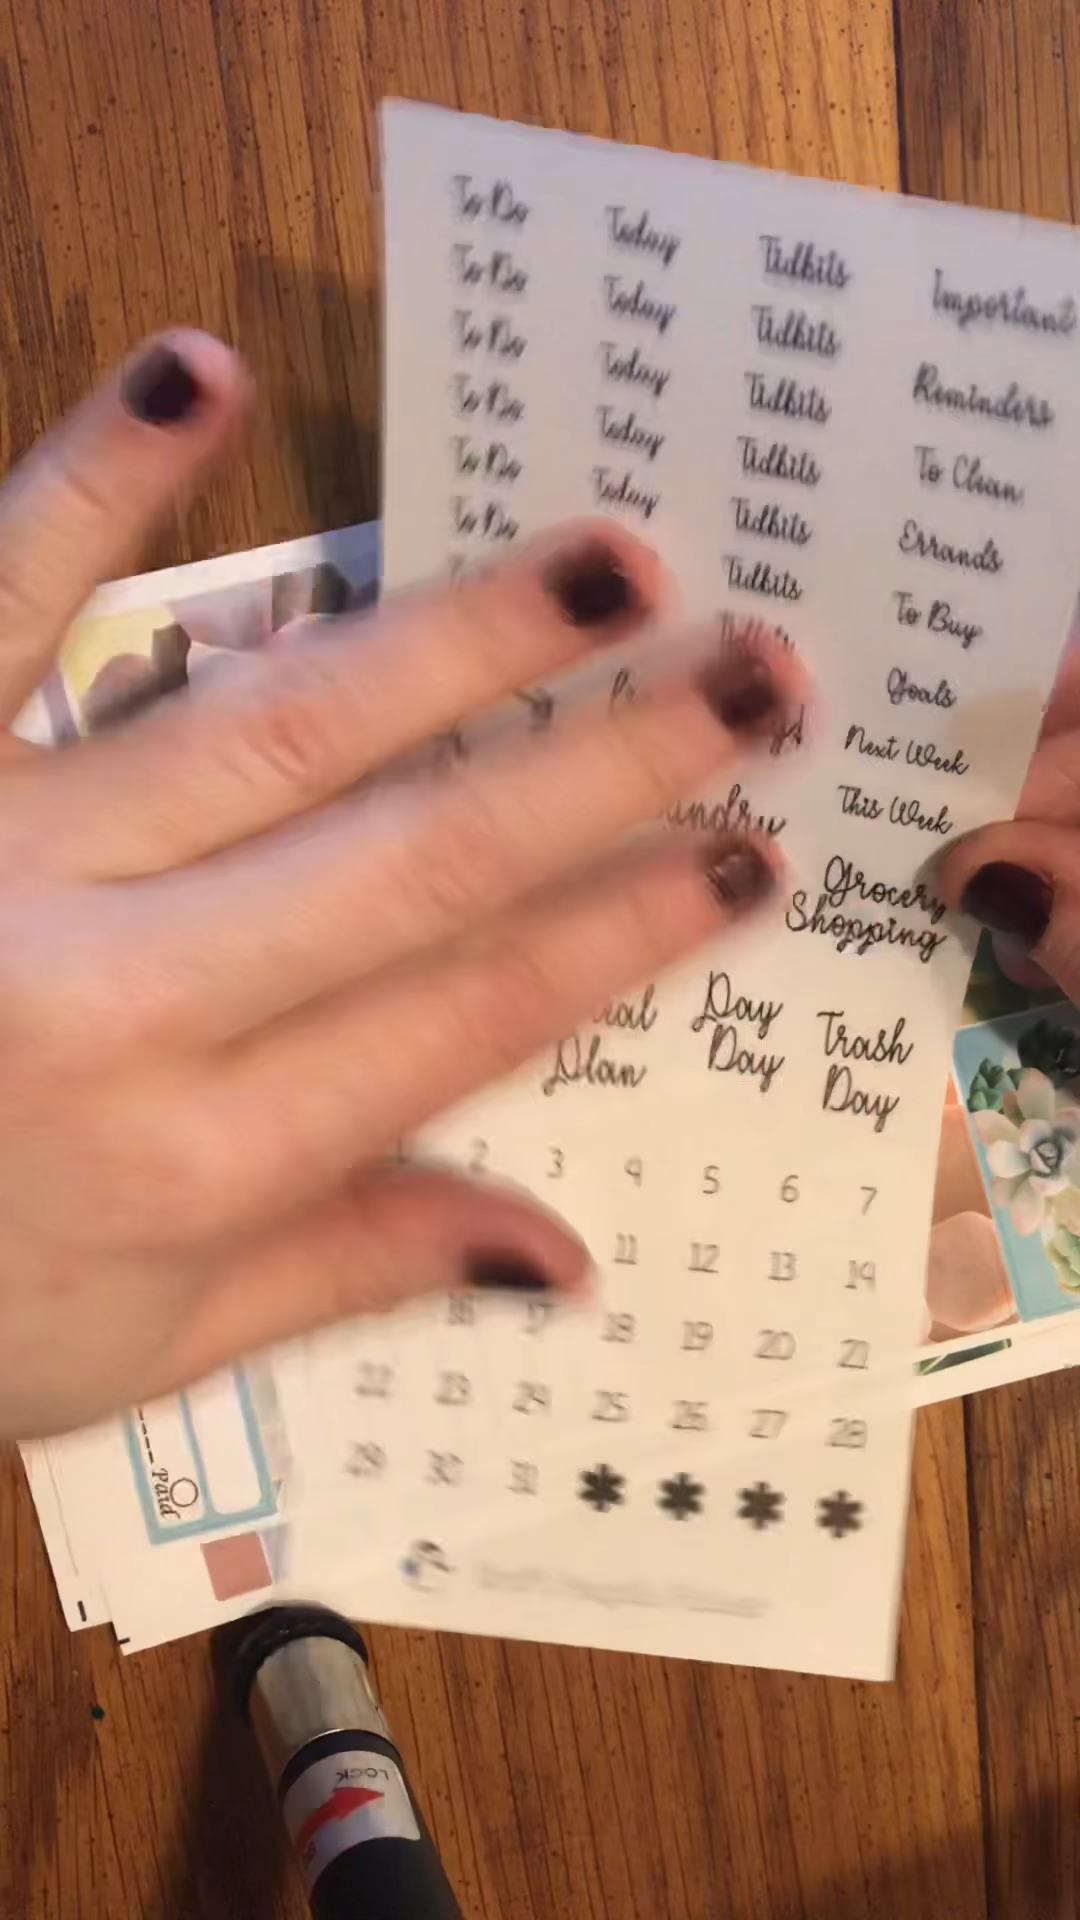 To Do Today Tidbits Important
To Do Today Tidbits Reminders
To Do Today Tidbits To Clean
To Do Today Tidbits Errands
To Do Today Tidbits To Buy
To Do Tidbits Goals
Next Week
This Week
Grocery
Shopping
Day Trash
Plan Day Day
2 3 4 5 6 7
11 12 13 14
16 17 18 19 20 21
22 23 24 25 26 27 28
29 30 31 * * * *
Paid
LOCK